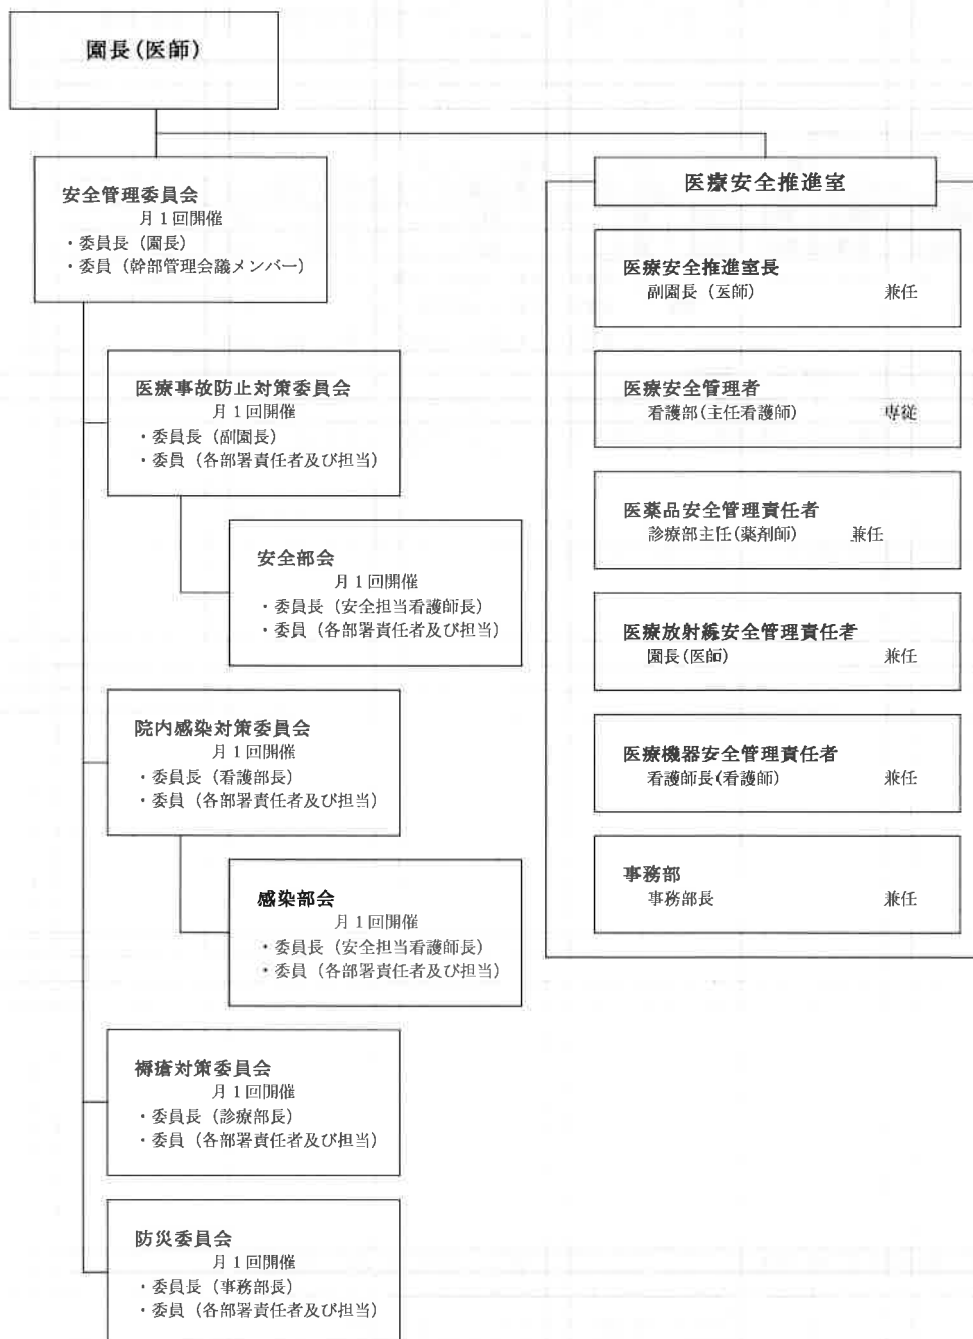 園長(医師)
安全管理委員会
月1回開催
・委員長(園長)
・委員(幹部管理会議メンバー)
医療事故防止対策委員会
月1回開催
・委員長(副園長)
・委員(各部署責任者及び担当)
安全部会
月1回開催
・委員長(安全担当看護師長)
・委員(各部署責任者及び担当)
院内感染対策委員会
月1回開催
・委員長(看護部長)
・委員(各部署責任者及び担当)
感染部会
月1回開催
・委員長(安全担当看護師長)
・委員(各部署責任者及び担当)
褥瘡対策委員会
月1回開催
・委員長(診療部長)
・委員(各部署責任者及び担当)
防災委員会
月1回開催
・委員長(事務部長)
・委員(各部署責任者及び担当)
医療安全推進室
医療安全推進室長
副園長(医師) 兼任
医療安全管理者
看護部(主任看護師) 専従
医薬品安全管理責任者
診療部主任(薬剤師) 兼任
医療放射線安全管理責任者
園長(医師) 兼任
医療機器安全管理責任者
看護師長(看護師) 兼任
事務部
事務部長 兼任